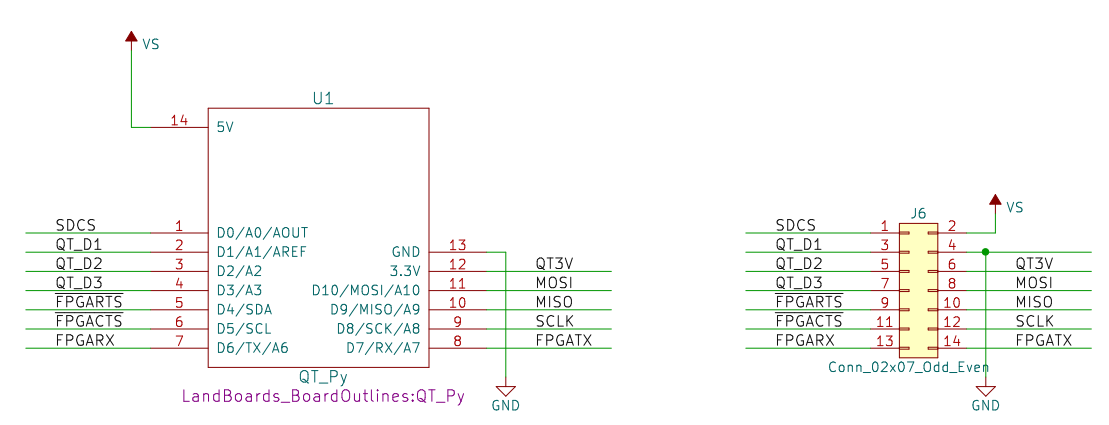 VS
U1
14
5V
SDCS 1 D0/A0/AOUT
QT_D1 2 D1/A1/AREF GND 13
QT_D2 3 D2/A2 3.3V 12 QT3V
QT_D3 4 D3/A3 D10/MOSI/A10 11 MOSI
FPGARTS 5 D4/SDA D9/MISO/A9 10 MISO
FPGACTS 6 D5/SCL D8/SCK/A8 9 SCLK
FPGARX 7 D6/TX/A6 D7/RX/A7 8 FPGATX
QT_Py
LandBoards_BoardOutlines:QT_Py
GND
VS
J6
SDCS 1 2
QT_D1 3 4
QT_D2 5 6 QT3V
QT_D3 7 8 MOSI
FPGARTS 9 10 MISO
FPGACTS 11 12 SCLK
FPGARX 13 14 FPGATX
Conn_02x07_Odd_Even
GND